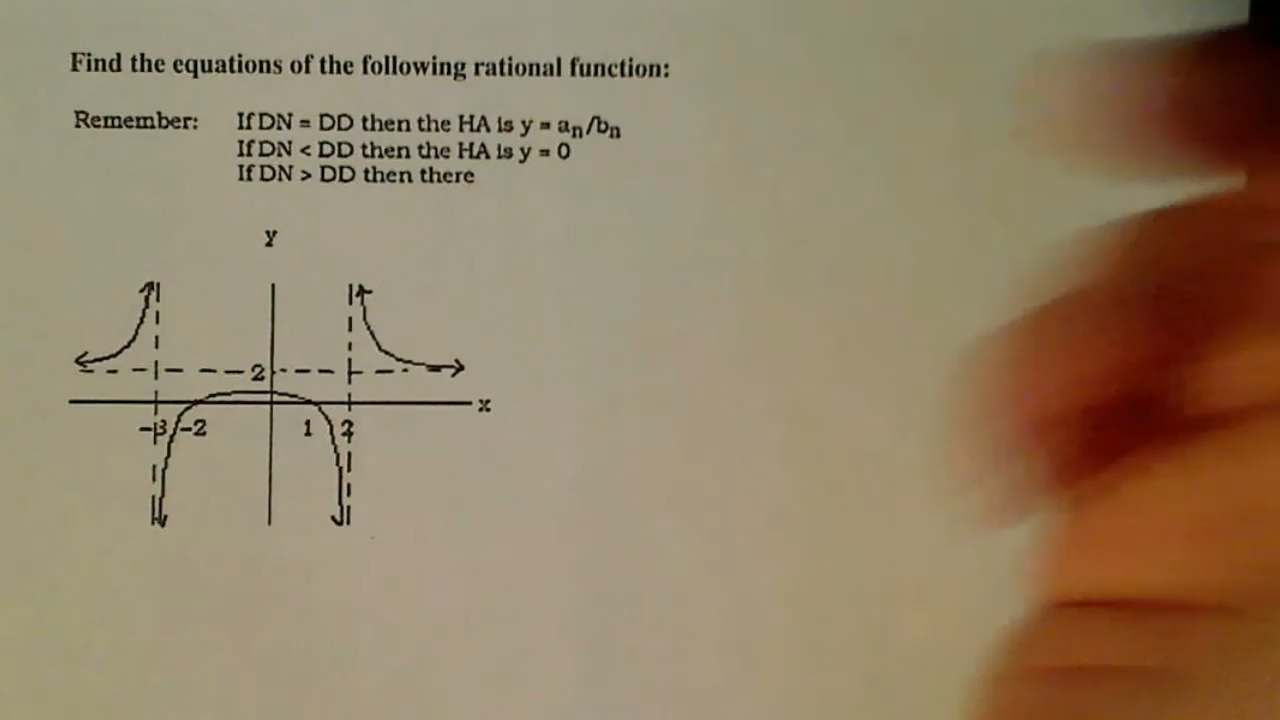 Find the equations of the following rational function:
Remember: If DN = DD then the HA is y = an/bn
If DN < DD then the HA is y = 0
If DN > DD then there
y
2
x
-3 -2 1 2